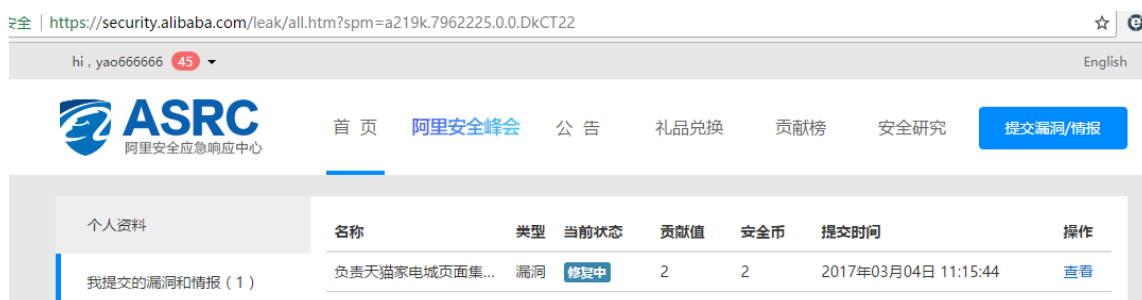 安全 | https://security.alibaba.com/leak/all.htm?spm=a219k.7962225.0.0.DkCT22
hi , yao666666 45 English
ASRC
阿里安全应急响应中心
首 页 阿里安全峰会 公 告 礼品兑换 贡献榜 安全研究 提交漏洞/情报
个人资料
我提交的漏洞和情报 ( 1 )
名称 类型 当前状态 贡献值 安全币 提交时间 操作
负责天猫家电城页面集... 漏洞 修复中 2 2 2017年03月04日 11:15:44 查看